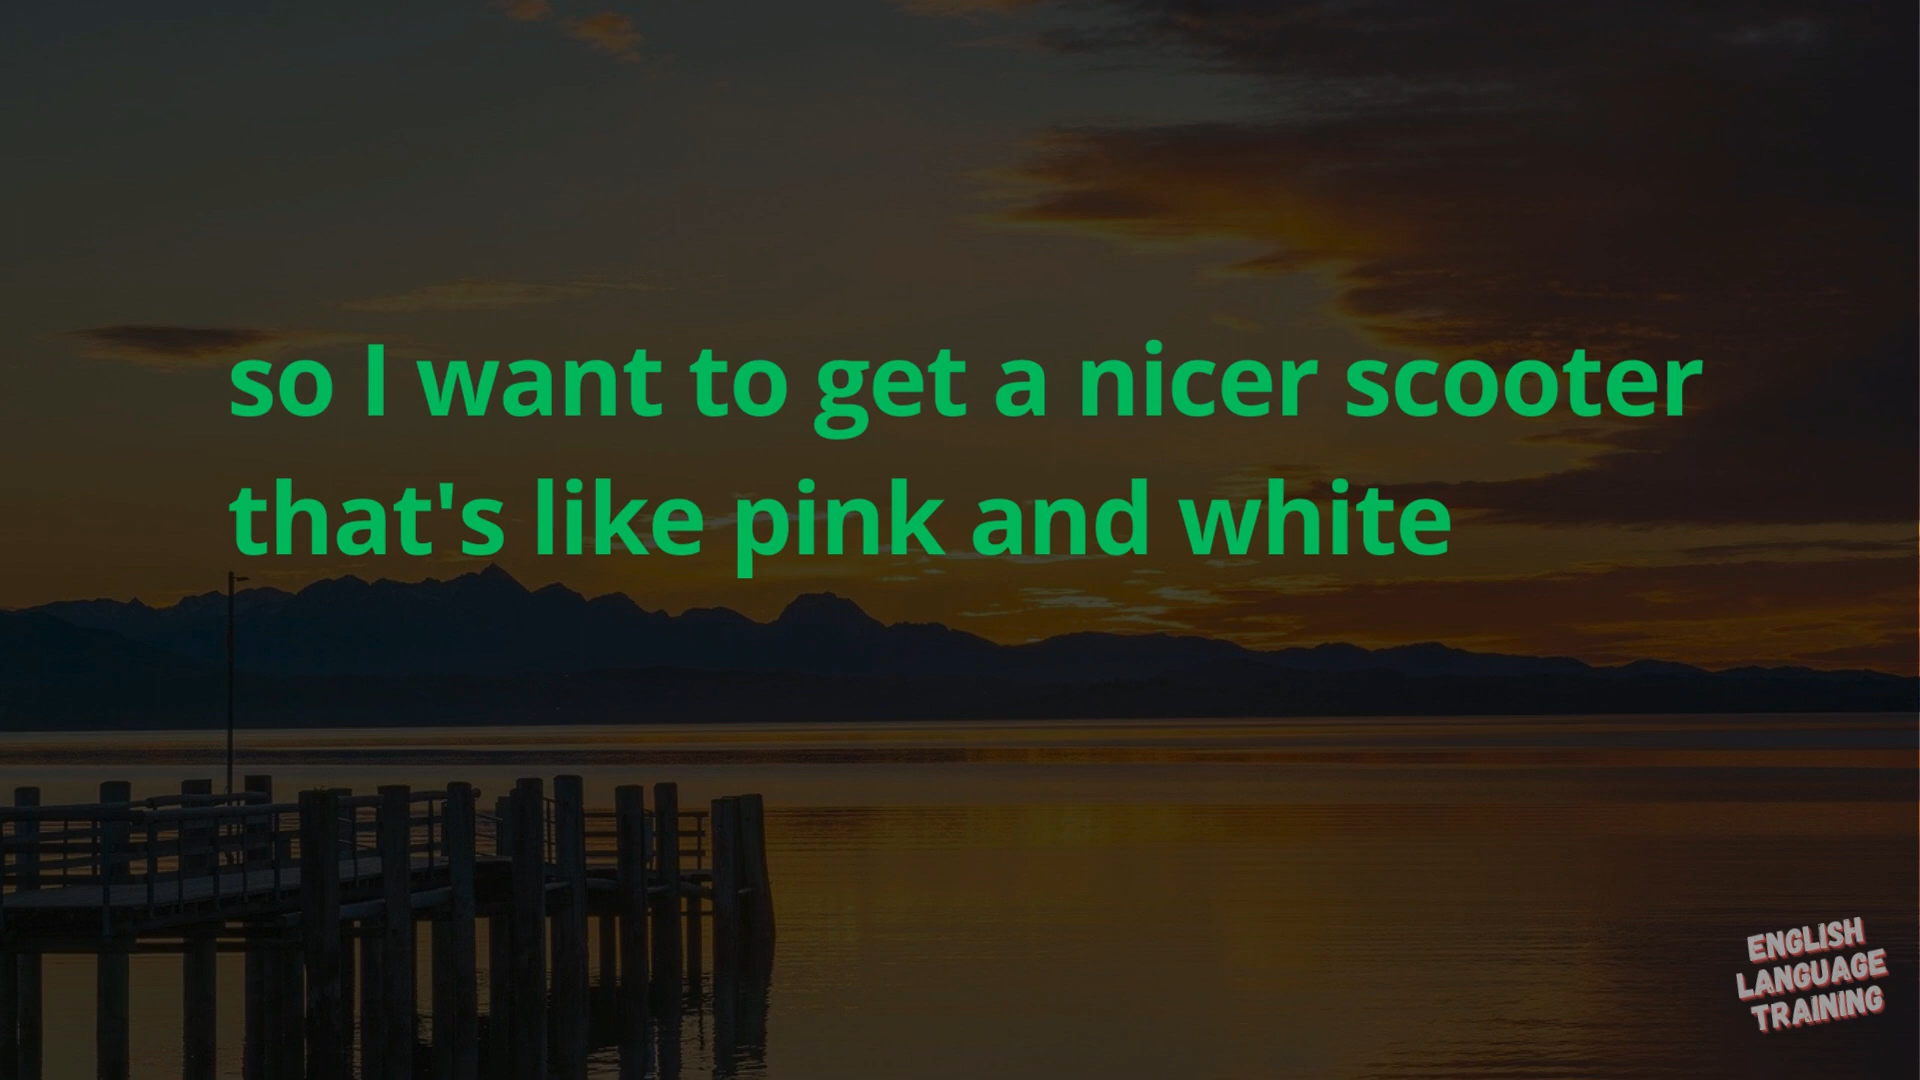 so I want to get a nicer scooter
that's like pink and white
ENGLISH
LANGUAGE
TRAINING